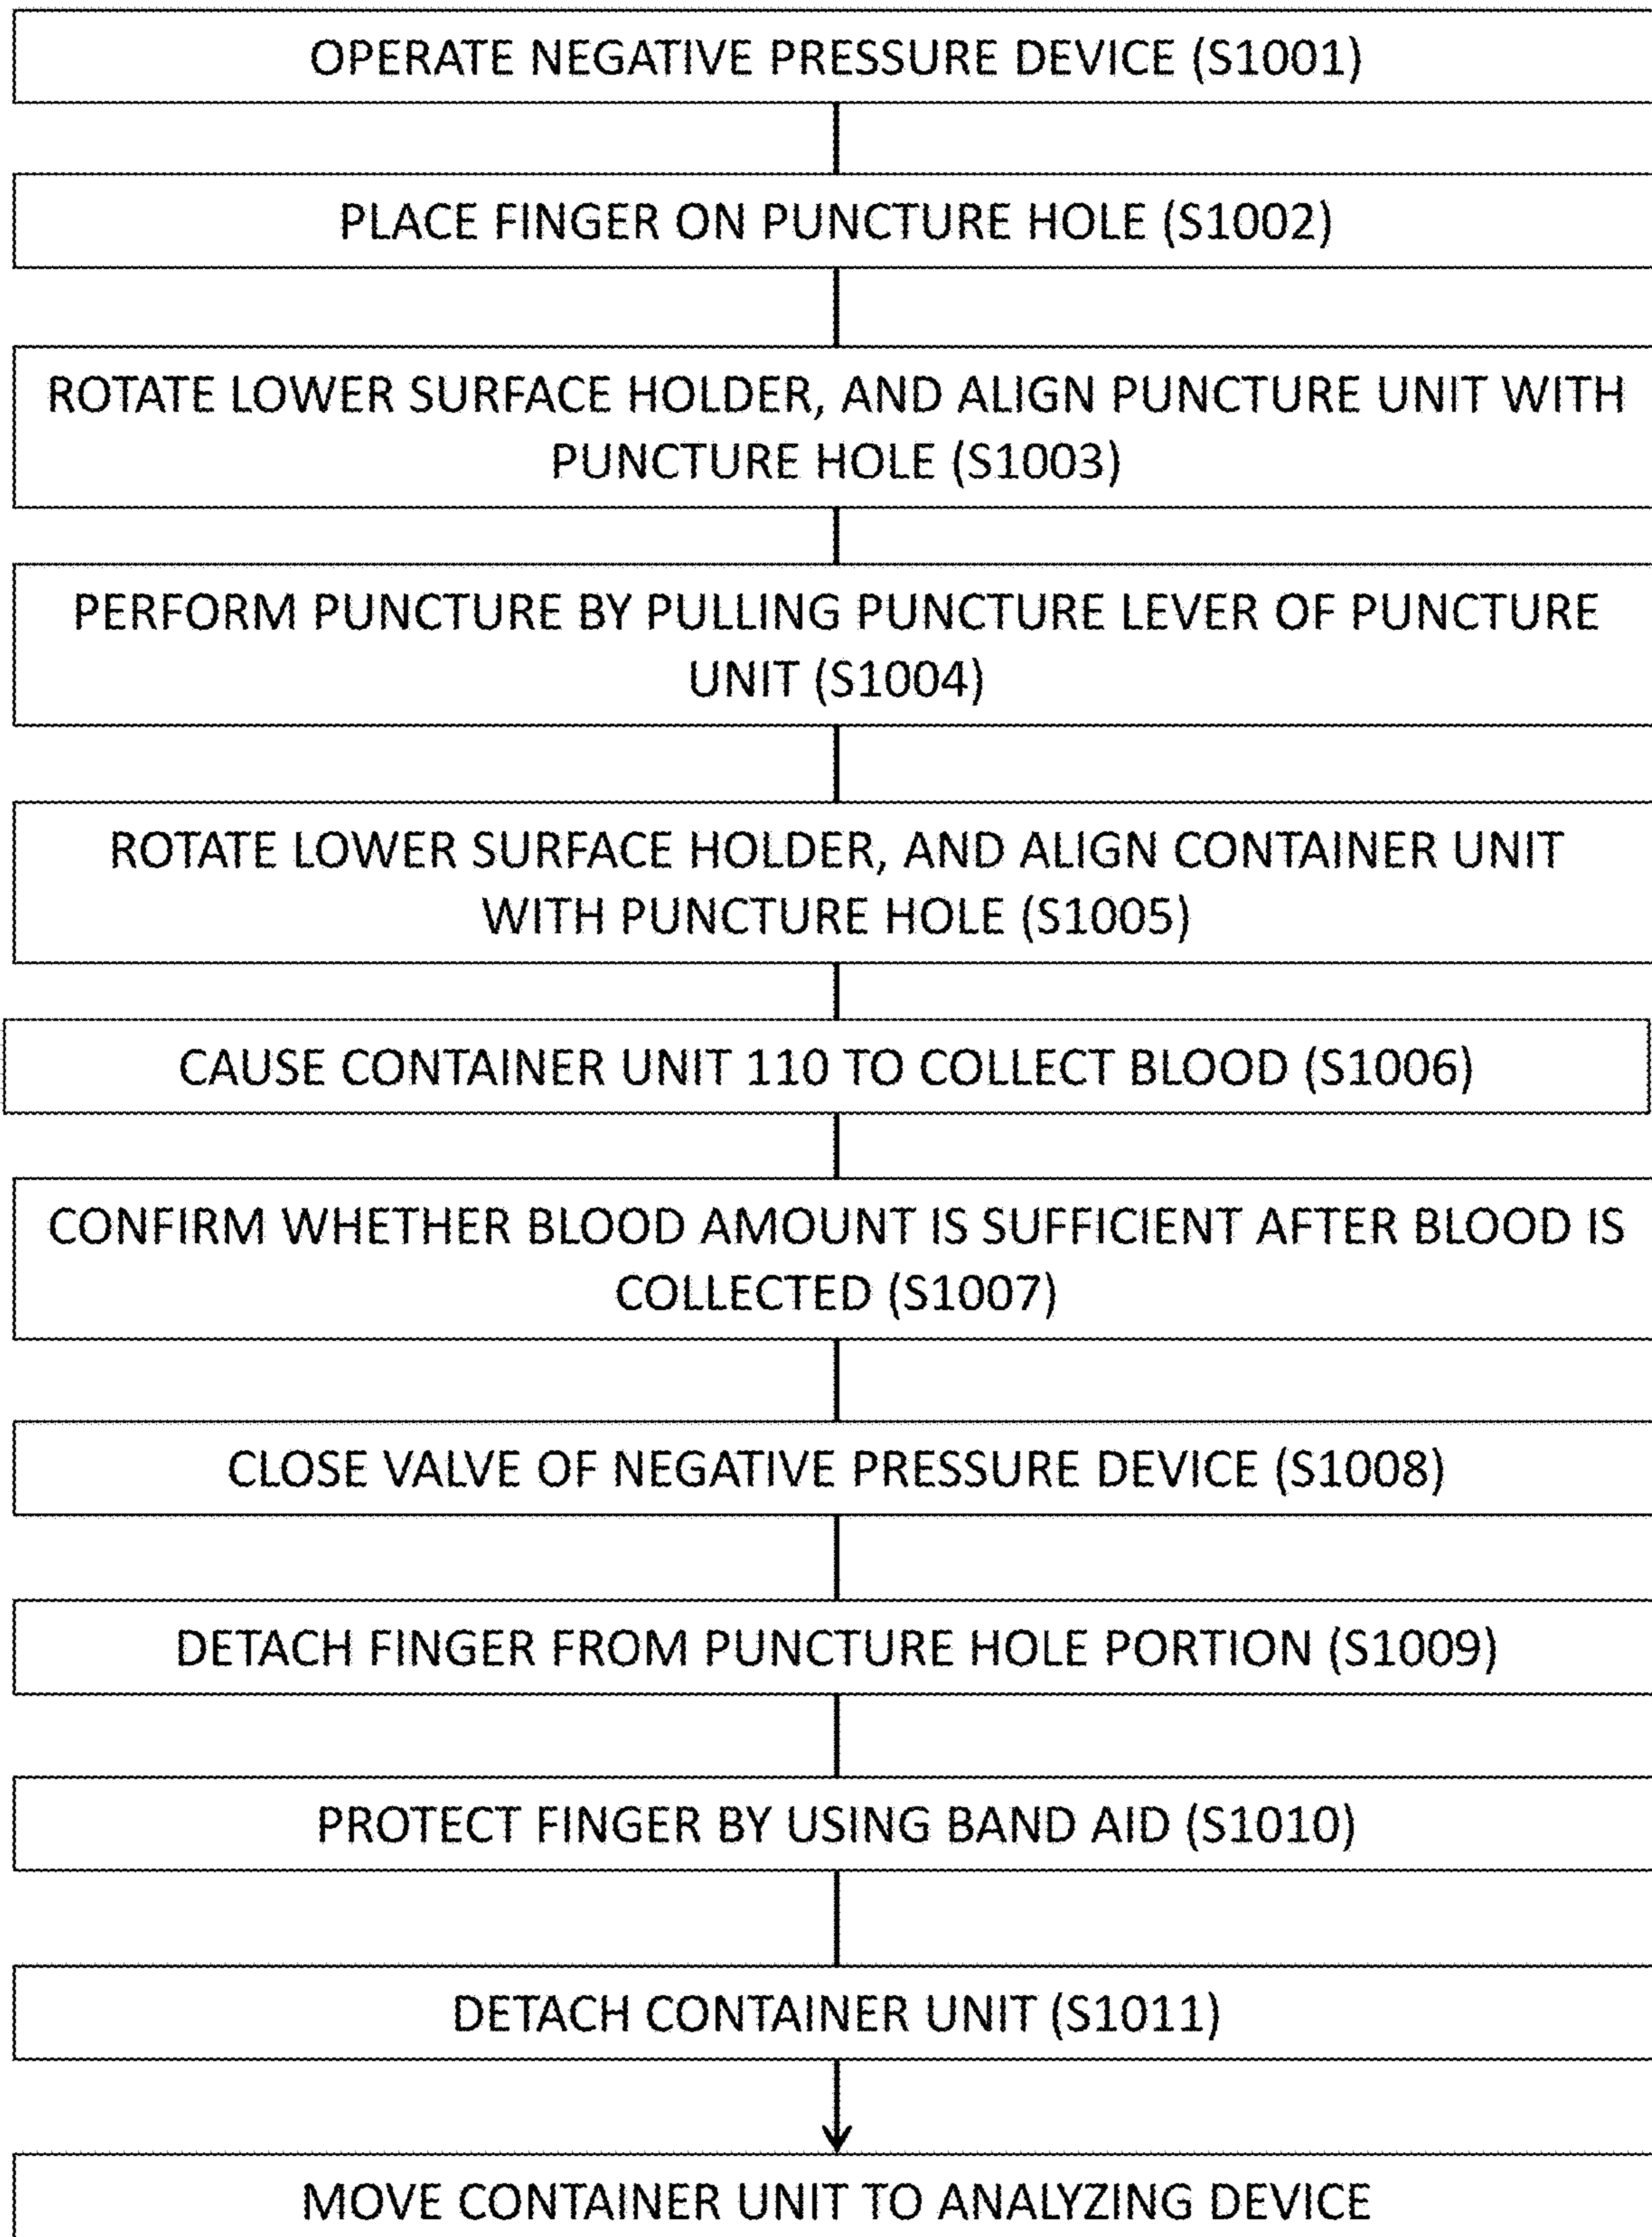 OPERATE NEGATIVE PRESSURE DEVICE (S1001)
PLACE FINGER ON PUNCTURE HOLE (S1002)
ROTATE LOWER SURFACE HOLDER, AND ALIGN PUNCTURE UNIT WITH
PUNCTURE HOLE (S1003)
PERFORM PUNCTURE BY PULLING PUNCTURE LEVER OF PUNCTURE
UNIT (S1004)
ROTATE LOWER SURFACE HOLDER, AND ALIGN CONTAINER UNIT
WITH PUNCTURE HOLE (S1005)
CAUSE CONTAINER UNIT 110 TO COLLECT BLOOD (S1006)
CONFIRM WHETHER BLOOD AMOUNT IS SUFFICIENT AFTER BLOOD IS
COLLECTED (S1007)
CLOSE VALVE OF NEGATIVE PRESSURE DEVICE (S1008)
DETACH FINGER FROM PUNCTURE HOLE PORTION (S1009)
PROTECT FINGER BY USING BAND AID (S1010)
DETACH CONTAINER UNIT (S1011)
MOVE CONTAINER UNIT TO ANALYZING DEVICE